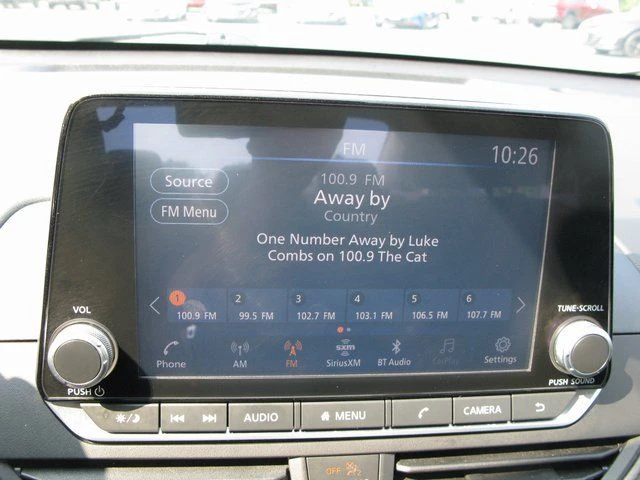 FM
10:26
Source
100.9 FM
Away by
FM Menu
Country
One Number Away by Luke
Combs on 100.9 The Cat
1 2 3 4 5 6
100.9 FM 99.5 FM 102.7 FM 103.1 FM 106.5 FM 107.7 FM
VOL
TUNE·SCROLL
sxm
Phone AM FM SiriusXM BT Audio CarPlay Settings
PUSH
PUSH SOUND
AUDIO
MENU
CAMERA
OFF